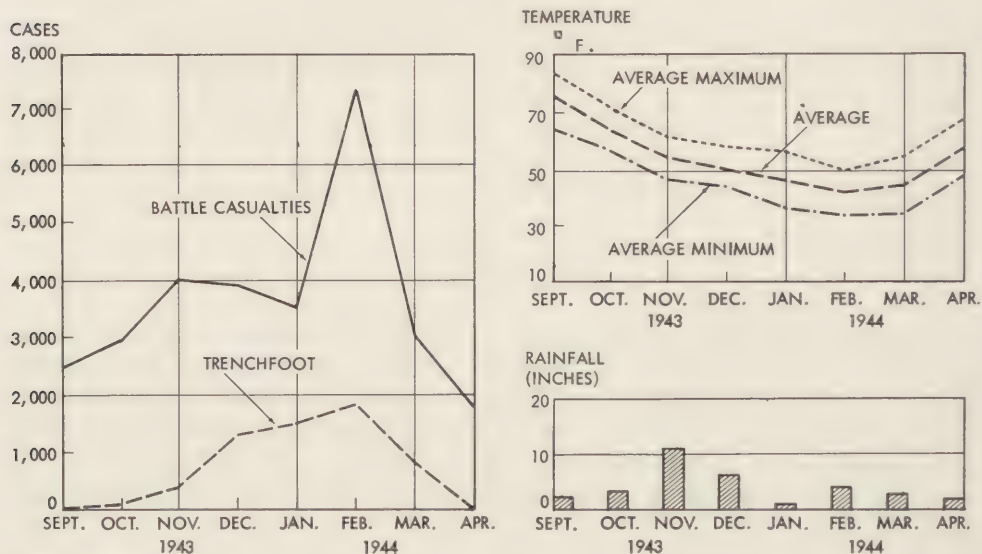 CASES
8,000
7,000
6,000
5,000
4,000
3,000
2,000
1,000
0
BATTLE CASUALTIES
TRENCHFOOT
SEPT. OCT. NOV. DEC. JAN. FEB. MAR. APR.
1943 1944
TEMPERATURE
° F.
90
70
50
30
10
AVERAGE MAXIMUM
AVERAGE
AVERAGE MINIMUM
SEPT. OCT. NOV. DEC. JAN. FEB. MAR. APR.
1943 1944
RAINFALL
(INCHES)
20
10
0
SEPT. OCT. NOV. DEC. JAN. FEB. MAR. APR.
1943 1944